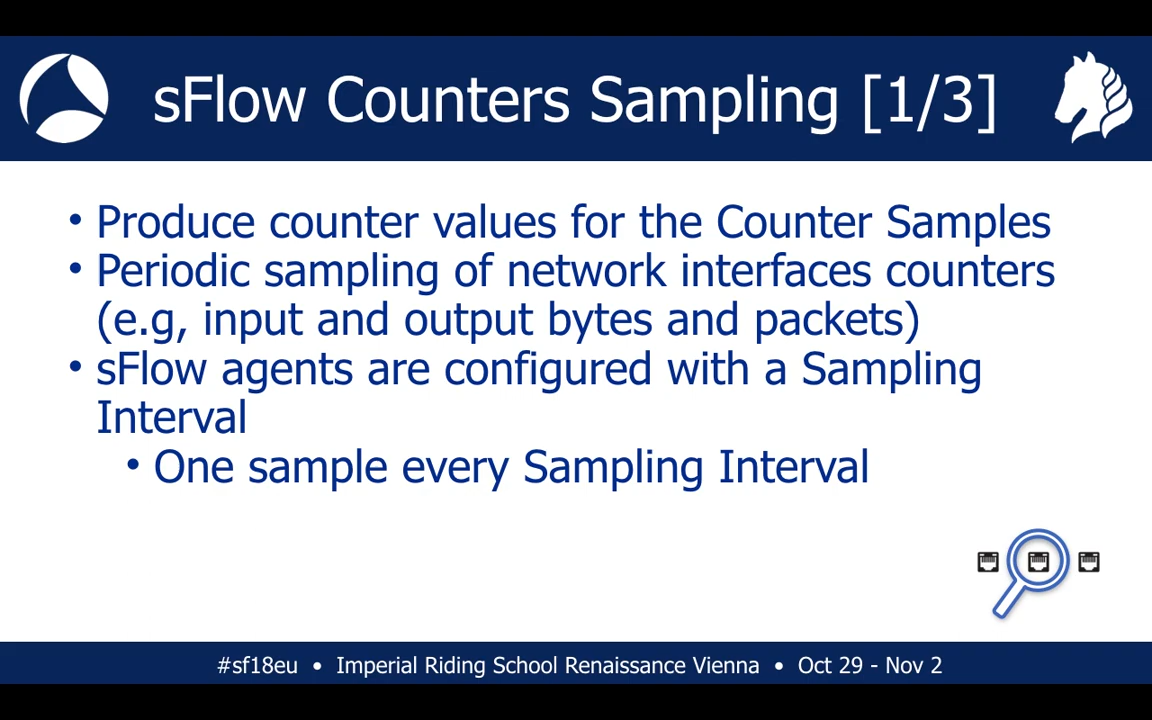 sFlow Counters Sampling [1/3]
• Produce counter values for the Counter Samples
• Periodic sampling of network interfaces counters
(e.g, input and output bytes and packets)
• sFlow agents are configured with a Sampling
Interval
• One sample every Sampling Interval
#sf18eu • Imperial Riding School Renaissance Vienna • Oct 29 - Nov 2